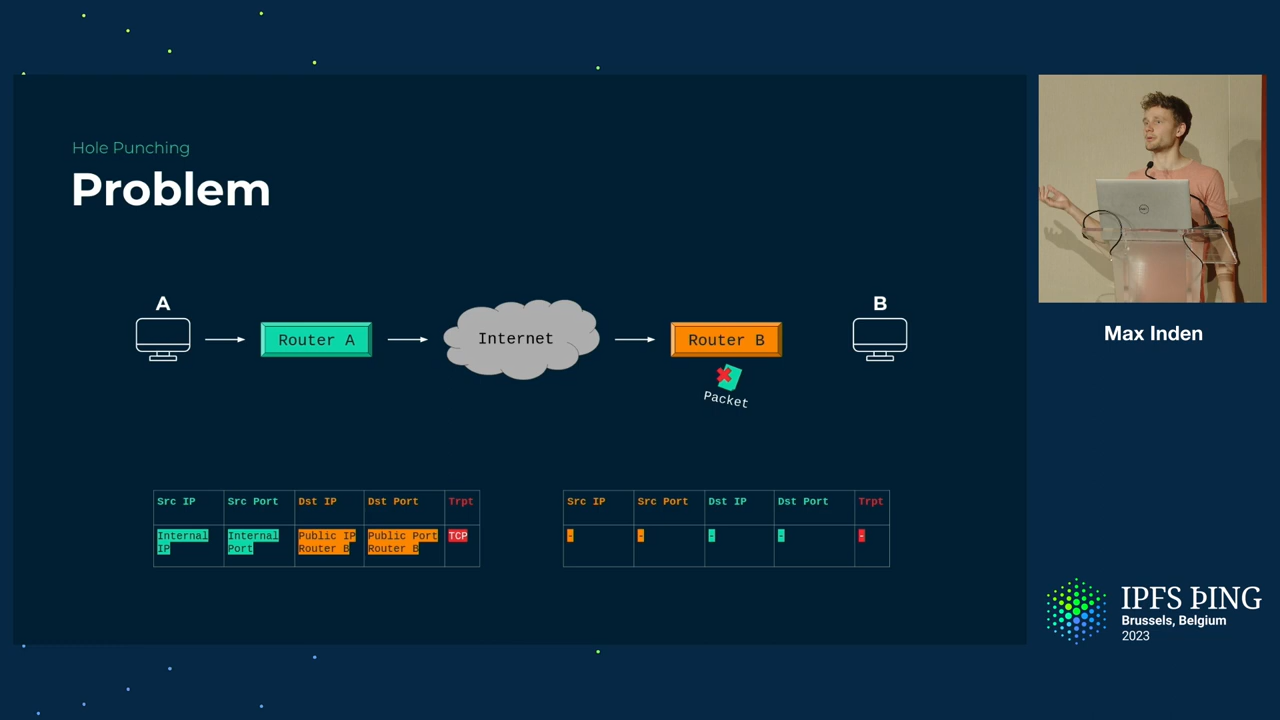 Hole Punching
Problem
A
B
Router A
Internet
Router B
Packet
Src IP Src Port Dst IP Dst Port Trpt
Internal IP Internal Port Public IP Router B Public Port Router B TCP
Src IP Src Port Dst IP Dst Port Trpt
- - - - -
Max Inden
IPFS ÞING
Brussels, Belgium
2023